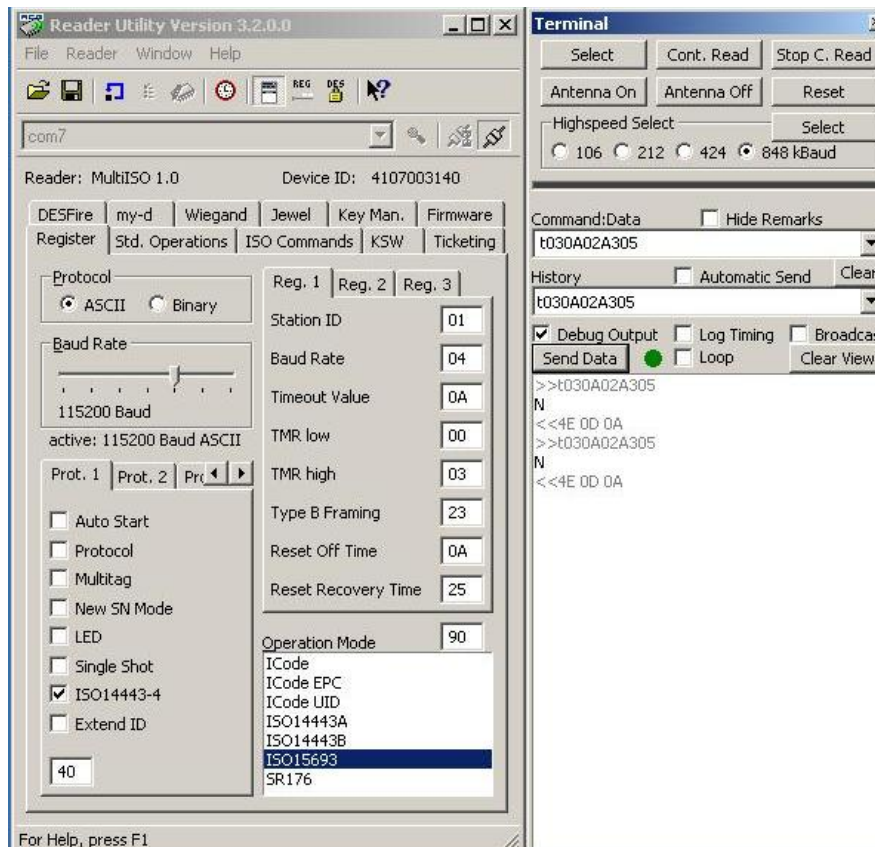 Reader Utility Version 3.2.0.0
File Reader Window Help
REG DES
com7
Reader: MultiISO 1.0 Device ID: 4107003140
DESFire my-d Wiegand Jewel Key Man. Firmware
Register Std. Operations ISO Commands KSW Ticketing
Protocol
ASCII Binary
Baud Rate
115200 Baud
active: 115200 Baud ASCII
Prot. 1 Prot. 2
Auto Start
Protocol
Multitag
New SN Mode
LED
Single Shot
ISO14443-4
Extend ID
40
Reg. 1 Reg. 2 Reg. 3
Station ID 01
Baud Rate 04
Timeout Value 0A
TMR low 00
TMR high 03
Type B Framing 23
Reset Off Time 0A
Reset Recovery Time 25
Operation Mode 90
ICode
ICode EPC
ICode UID
ISO14443A
ISO14443B
ISO15693
SR176
For Help, press F1
Terminal
Select Cont. Read Stop C. Read
Antenna On Antenna Off Reset
Highspeed Select Select
106 212 424 848 kBaud
Command:Data Hide Remarks
t030A02A305
History Automatic Send Clear
t030A02A305
Debug Output Log Timing Broadcas
Send Data Loop Clear View
>>t030A02A305
N
<<4E 0D 0A
>>t030A02A305
N
<<4E 0D 0A